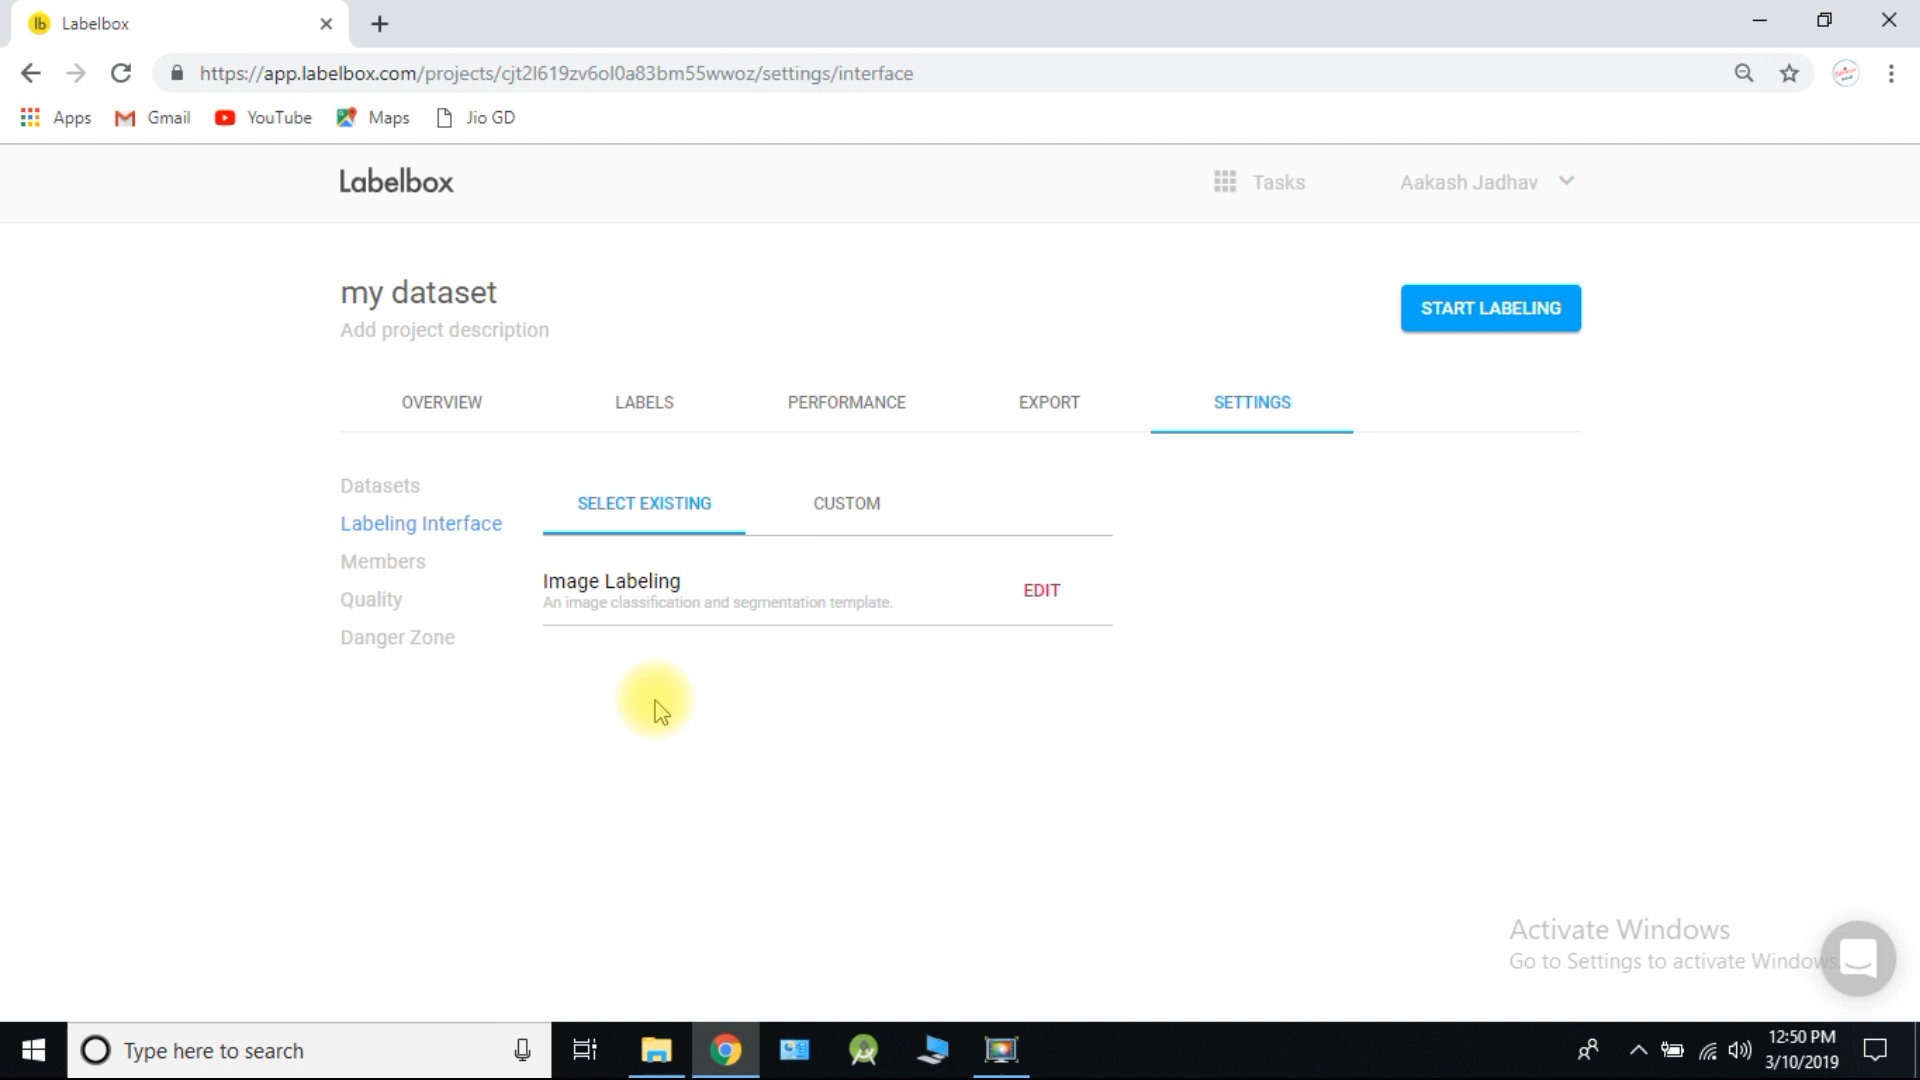 lb Labelbox
https://app.labelbox.com/projects/cjt2l619zv6ol0a83bm55wwoz/settings/interface
Apps Gmail YouTube Maps Jio GD
Labelbox Tasks Aakash Jadhav
my dataset
Add project description
START LABELING
OVERVIEW LABELS PERFORMANCE EXPORT SETTINGS
Datasets
Labeling Interface
Members
Quality
Danger Zone
SELECT EXISTING CUSTOM
Image Labeling
An image classification and segmentation template.
EDIT
Activate Windows
Go to Settings to activate Windows
Type here to search
12:50 PM
3/10/2019